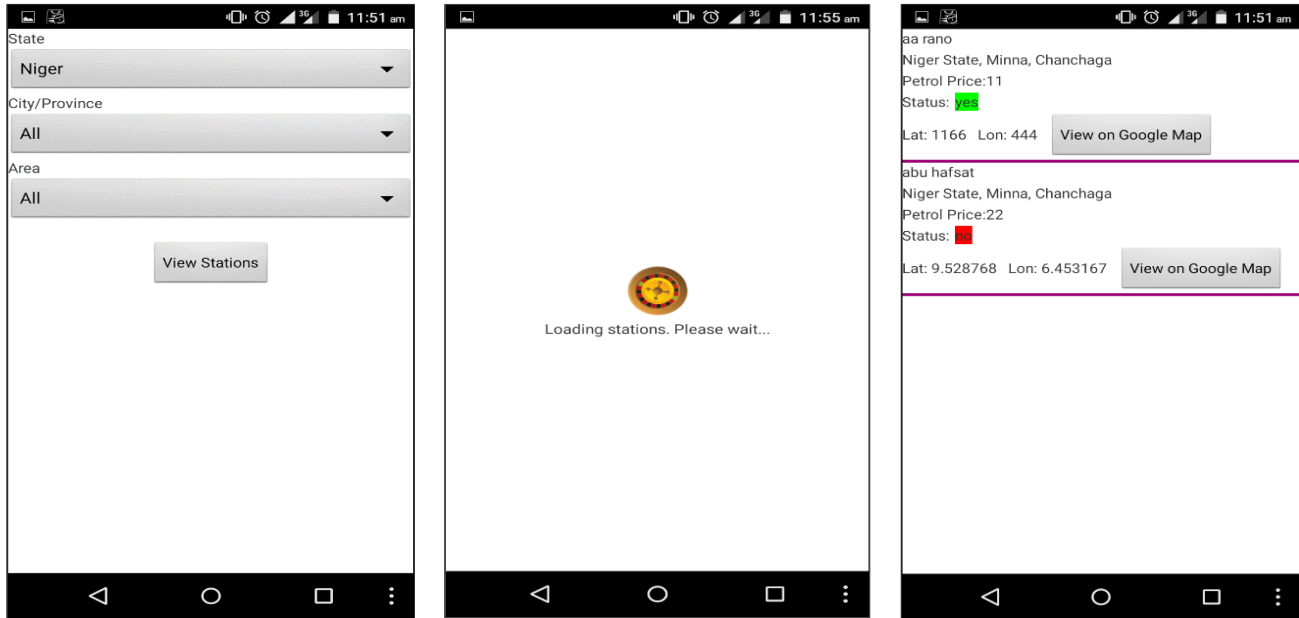 3G 11:51 am
State
Niger
City/Province
All
Area
All
View Stations
3G 11:55 am
Loading stations. Please wait...
3G 11:51 am
aa rano
Niger State, Minna, Chanchaga
Petrol Price:11
Status: yes
Lat: 1166 Lon: 444 View on Google Map
abu hafsat
Niger State, Minna, Chanchaga
Petrol Price:22
Status: no
Lat: 9.528768 Lon: 6.453167 View on Google Map